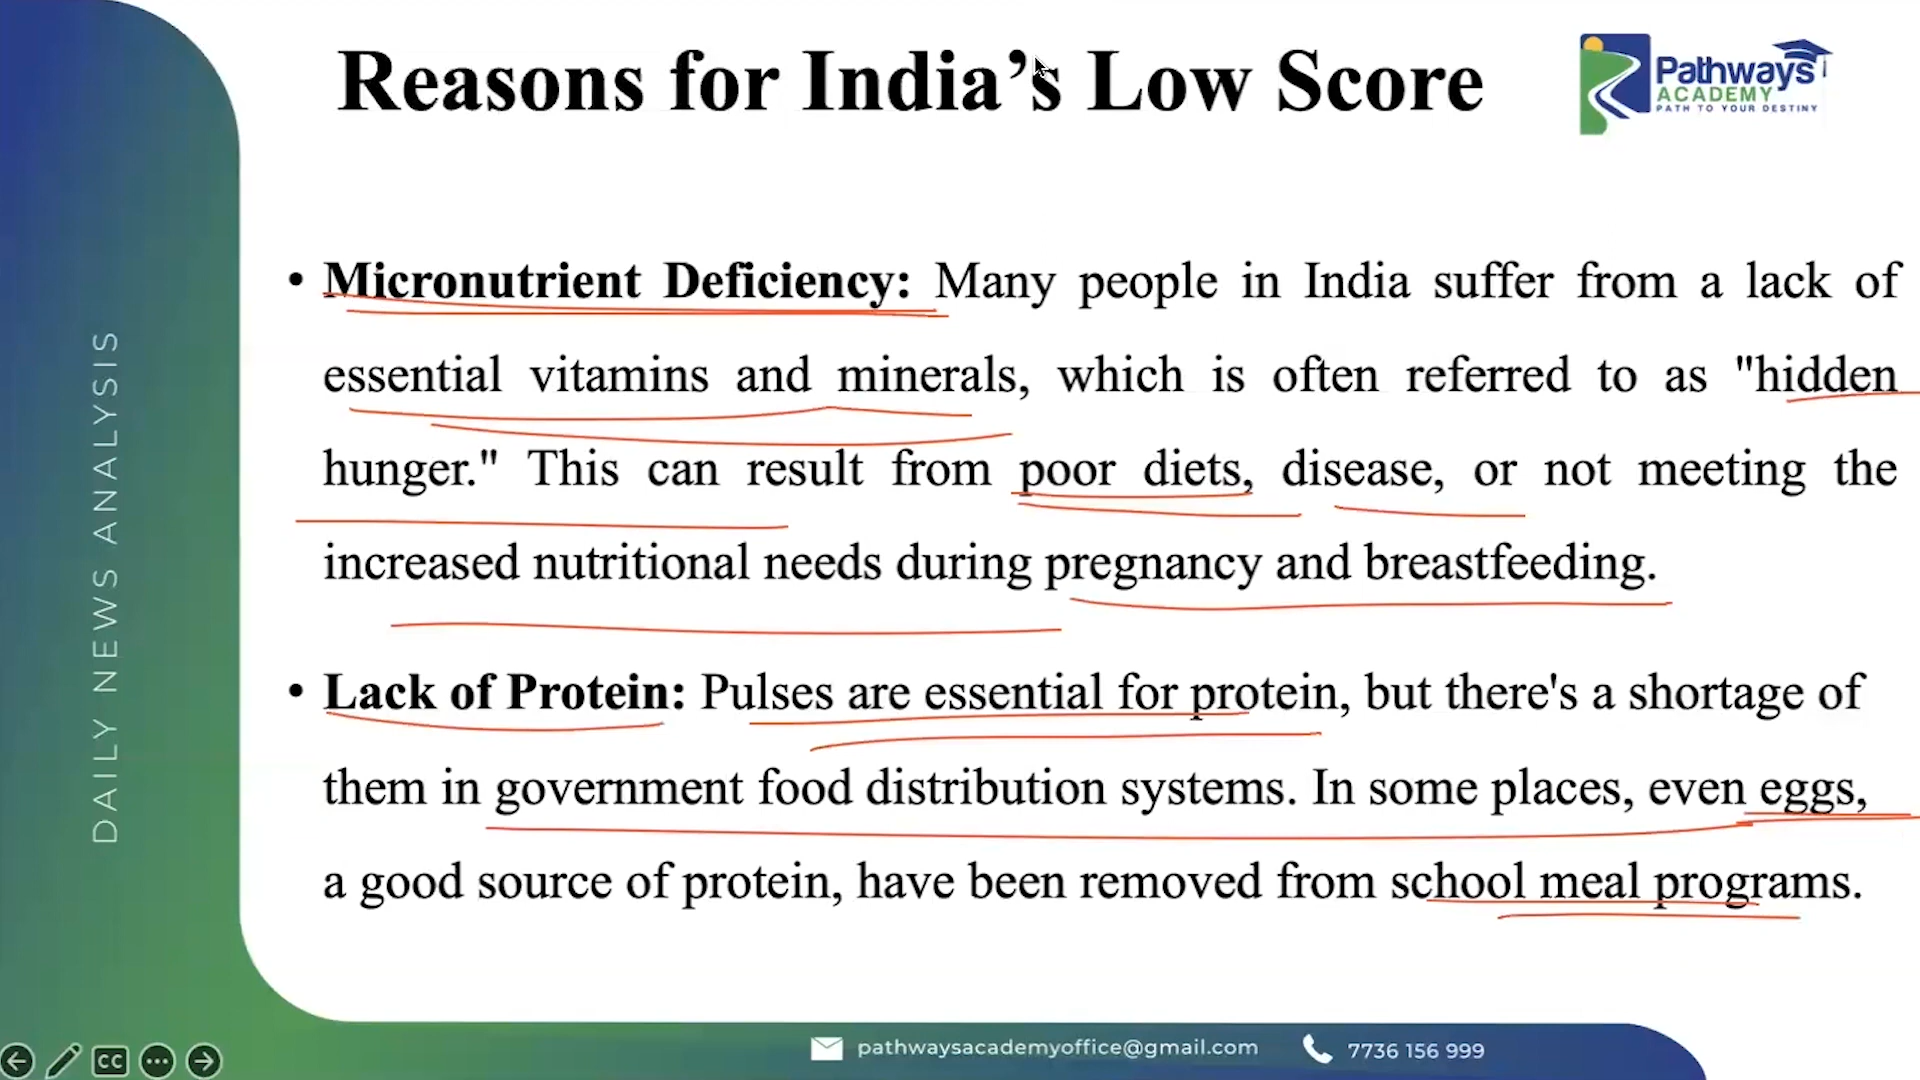 Reasons for India’s Low Score
Pathways
ACADEMY
PATH TO YOUR DESTINY
DAILY NEWS ANALYSIS
• Micronutrient Deficiency: Many people in India suffer from a lack of
essential vitamins and minerals, which is often referred to as "hidden
hunger." This can result from poor diets, disease, or not meeting the
increased nutritional needs during pregnancy and breastfeeding.
• Lack of Protein: Pulses are essential for protein, but there's a shortage of
them in government food distribution systems. In some places, even eggs,
a good source of protein, have been removed from school meal programs.
CC
pathwaysacademyoffice@gmail.com
7736 156 999